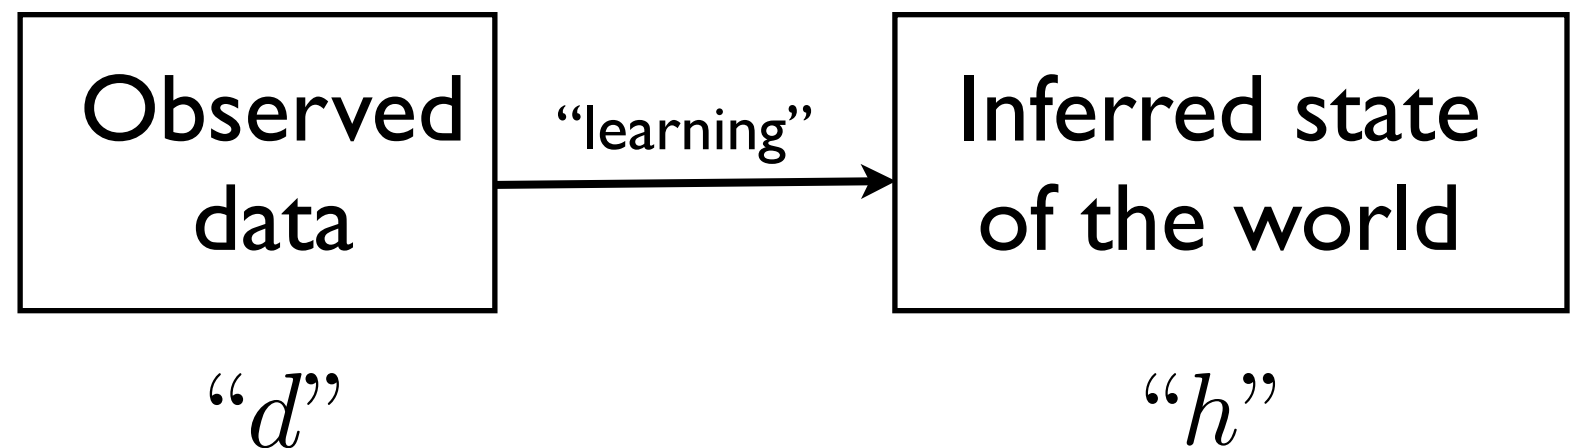 Observed
data
“learning”
Inferred state
of the world
“d”
“h”